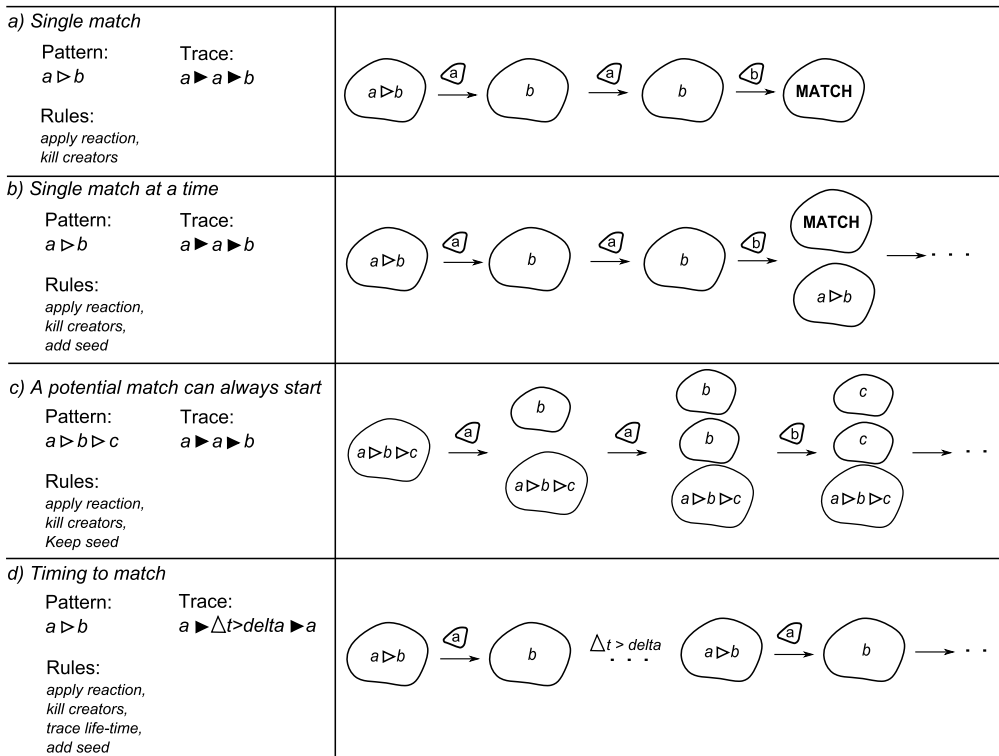 a) Single match
Pattern: Trace:
a ▷ b a ▶ a ▶ b
Rules:
apply reaction,
kill creators
a▷b a b a b b MATCH
b) Single match at a time
Pattern: Trace:
a ▷ b a ▶ a ▶ b
Rules:
apply reaction,
kill creators,
add seed
MATCH
a▷b a b a b b · · ·
a▷b
c) A potential match can always start
Pattern: Trace:
a ▷ b ▷ c a ▶ a ▶ b
Rules:
apply reaction,
kill creators,
Keep seed
b b c
a▷b▷c a a b b c · ·
a▷b▷c a▷b▷c a▷b▷c
d) Timing to match
Pattern: Trace:
a ▷ b a ▶ △t>delta ▶ a
Rules:
apply reaction,
kill creators,
trace life-time,
add seed
a▷b a b △t > delta · · · a▷b a b · ·